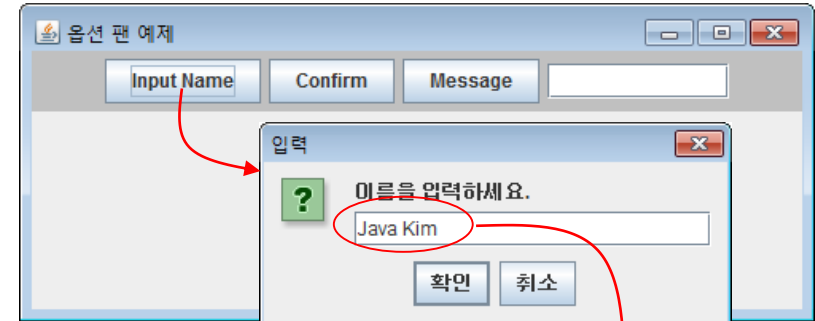 옵션 팬 예제
Input Name Confirm Message
입력
이름을 입력하세요.
Java Kim
확인 취소